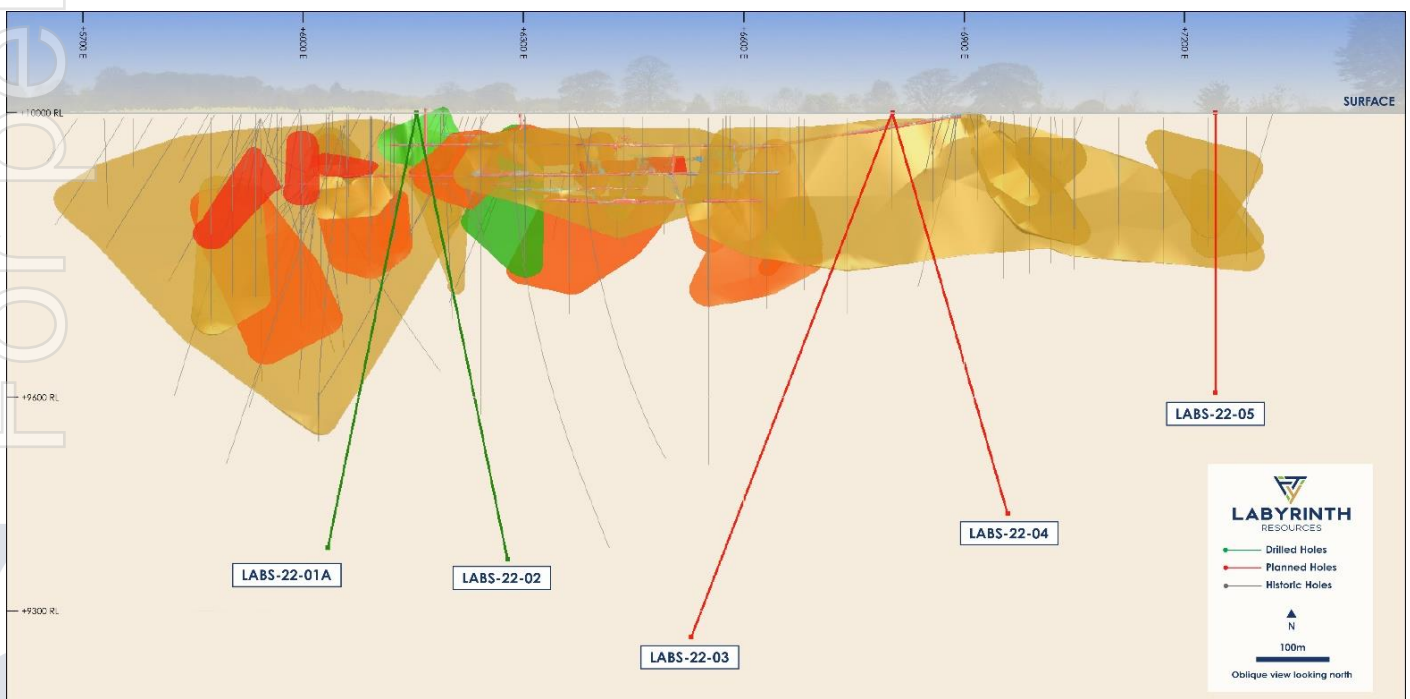 +5700 E
+6000 E
+6300 E
+6600 E
+6900 E
+7200 E
SURFACE
+10000 RL
+9600 RL
+9300 RL
LABS-22-05
LABS-22-04
LABS-22-01A
LABS-22-02
LABS-22-03
LABYRINTH
RESOURCES
Drilled Holes
Planned Holes
Historic Holes
N
100m
Oblique view looking north
For pe